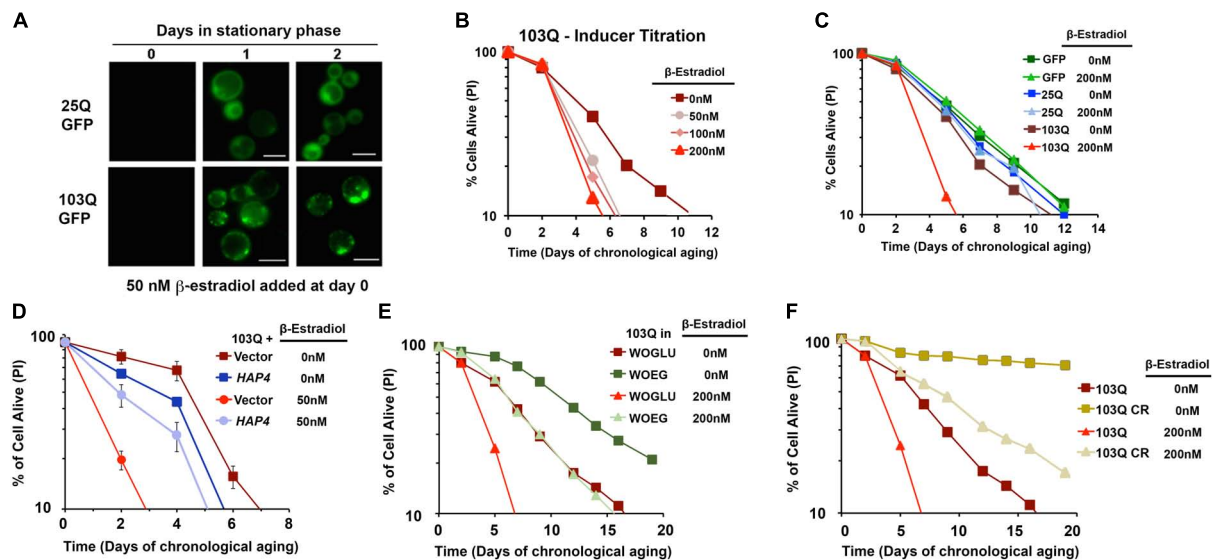 A
Days in stationary phase
0 1 2
25Q
GFP
103Q
GFP
50 nM β-estradiol added at day 0
B
103Q - Inducer Titration
% Cells Alive (PI)
100
10
0 2 4 6 8 10 12
Time (Days of chronological aging)
β-Estradiol
0nM
50nM
100nM
200nM
C
% Cells Alive (PI)
100
10
0 2 4 6 8 10 12 14
Time (Days of chronological aging)
β-Estradiol
GFP 0nM
GFP 200nM
25Q 0nM
25Q 200nM
103Q 0nM
103Q 200nM
D
% of Cell Alive (PI)
100
10
0 2 4 6 8
Time (Days of chronological aging)
103Q + β-Estradiol
Vector 0nM
HAP4 0nM
Vector 50nM
HAP4 50nM
E
% of Cell Alive (PI)
100
10
0 5 10 15 20
Time (Days of chronological aging)
103Q in β-Estradiol
WOGLU 0nM
WOEG 0nM
WOGLU 200nM
WOEG 200nM
F
% of Cell Alive (PI)
100
10
0 5 10 15 20
Time (Days of chronological aging)
β-Estradiol
103Q 0nM
103Q CR 0nM
103Q 200nM
103Q CR 200nM